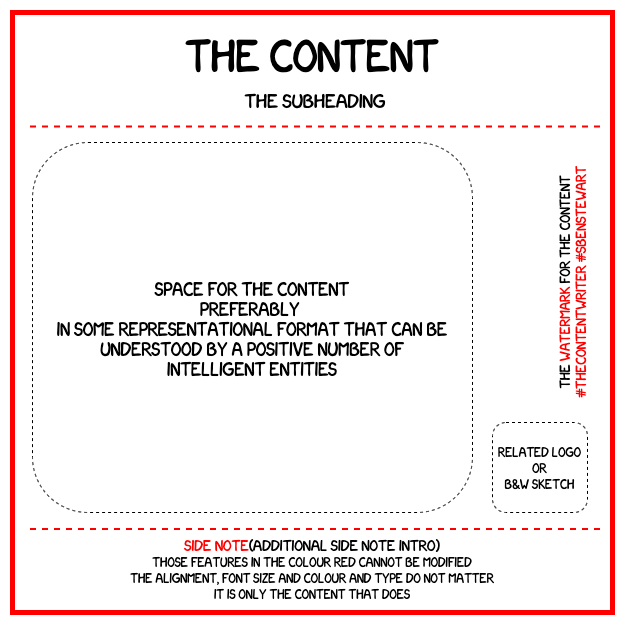 THE CONTENT
THE SUBHEADING
SPACE FOR THE CONTENT
PREFERABLY
IN SOME REPRESENTATIONAL FORMAT THAT CAN BE
UNDERSTOOD BY A POSITIVE NUMBER OF
INTELLIGENT ENTITIES
THE WATERMARK FOR THE CONTENT
#THECONTENTWRITER #SBENSTEWART
RELATED LOGO
OR
B&W SKETCH
SIDE NOTE(ADDITIONAL SIDE NOTE INTRO)
THOSE FEATURES IN THE COLOUR RED CANNOT BE MODIFIED
THE ALIGNMENT, FONT SIZE AND COLOUR AND TYPE DO NOT MATTER
IT IS ONLY THE CONTENT THAT DOES